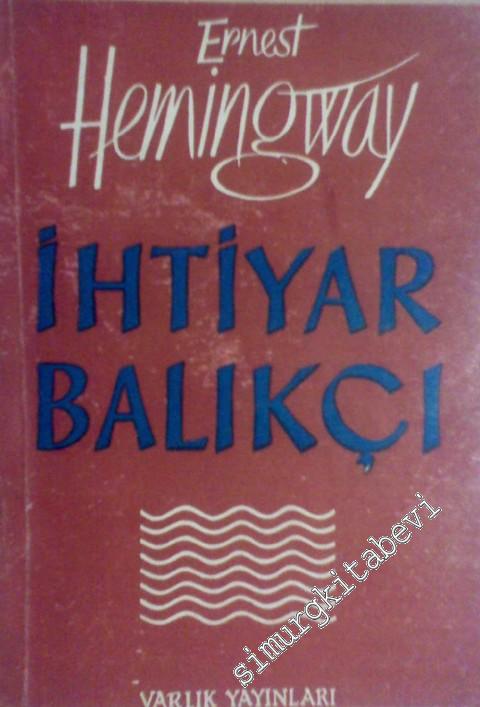 Ernest
Hemingway
İHTİYAR
BALIKÇI
simurgkitabevi
VARLIK YAYINLARI